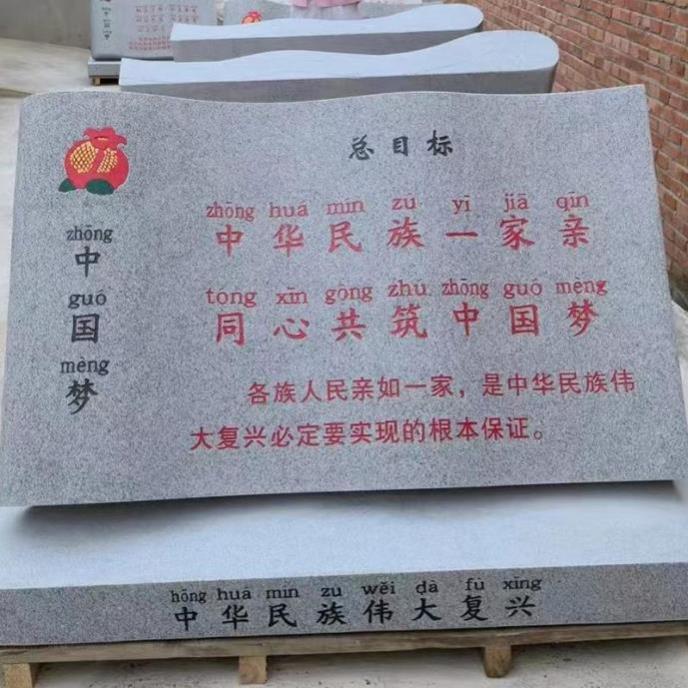 总目标
zhōng
中
guó
国
mèng
梦
zhōng huá mín zú yī jiā qīn
中华民族一家亲
tóng xīn gòng zhù zhōng guó mèng
同心共筑中国梦
各族人民亲如一家，是中华民族伟
大复兴必定要实现的根本保证。
hōng huá mín zu wěi dà fù xīng
中华民族伟大复兴